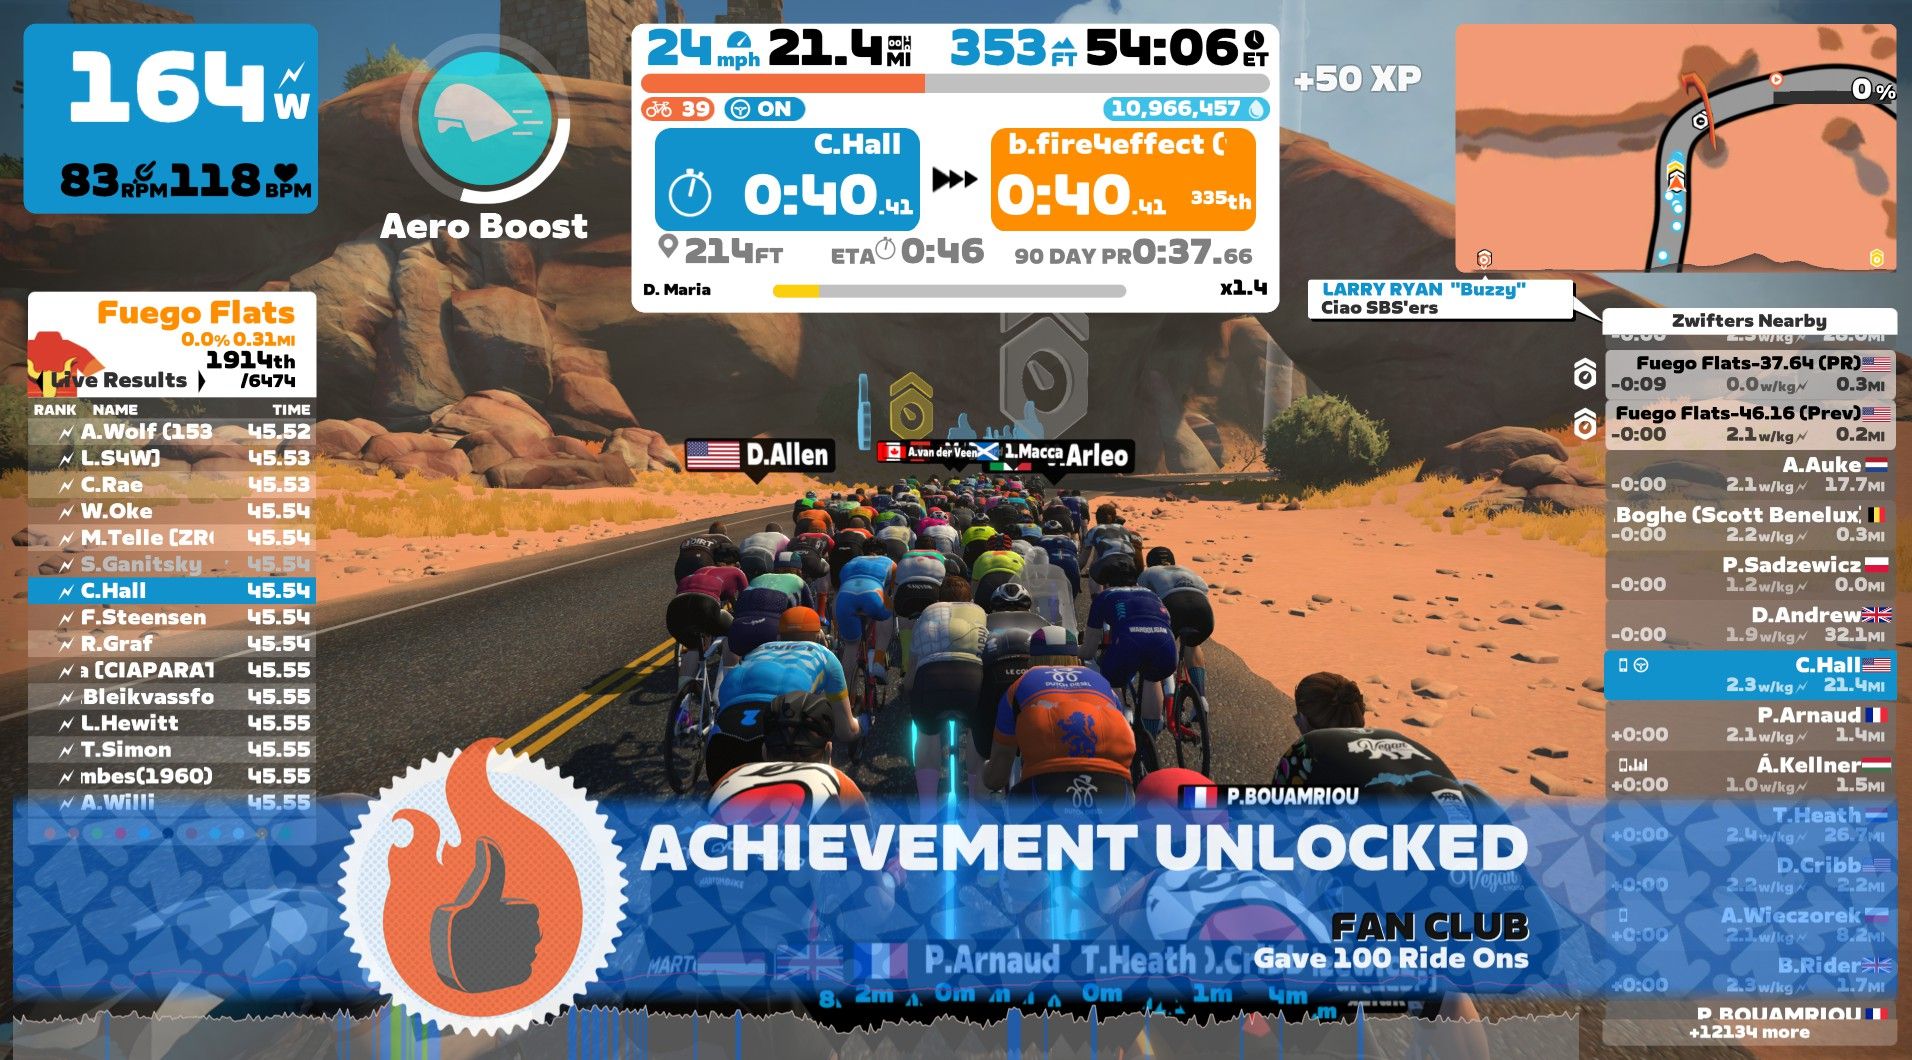 164 W
83 RPM 118 BPM
Aero Boost
24 mph 21.4 MI 353 FT 54:06 ET
39 ON 10,966,457
C.Hall
0:40.41
b.fire4effect (
0:40.41 335th
214FT ETA 0:46 90 DAY PR 0:37.66
D. Maria x1.4
+50 XP
0%
LARRY RYAN "Buzzy"
Ciao SBS'ers
Fuego Flats
0.0% 0.31MI
1914th
Live Results /6474
RANK NAME TIME
A.Wolf (153 45.52
L.S4W) 45.53
C.Rae 45.53
W.Oke 45.54
M.Telle (ZR 45.54
S.Ganitsky 45.54
C.Hall 45.54
F.Steensen 45.54
R.Graf 45.54
a (CIAPARAT 45.55
.Bleikvassfo 45.55
L.Hewitt 45.55
T.Simon 45.55
mbes(1960) 45.55
A.Willi 45.55
D.Allen
A.van der Veen
1.Macca
Arleo
WAHOOLIGAN
DUTCH DIESEL
Vegan
P.BOUAMRIOU
Zwifters Nearby
Fuego Flats-37.64 (PR)
-0:09 0.0w/kg 0.3MI
Fuego Flats-46.16 (Prev)
-0:00 2.1w/kg 0.2MI
A.Auke
-0:00 2.1w/kg 17.7MI
.Boghe (Scott Benelux
-0:00 2.2w/kg 0.3MI
P.Sadzewicz
-0:00 1.2w/kg 0.0MI
D.Andrew
-0:00 1.9w/kg 32.1MI
C.Hall
2.3w/kg 21.4MI
P.Arnaud
+0:00 2.1w/kg 1.4MI
Á.Kellner
+0:00 1.0w/kg 1.5MI
T.Heath
+0:00 2.4w/kg 26.7MI
D.Cribb
+0:00 2.2w/kg 2.2MI
A.Wieczorek
+0:00 2.1w/kg 8.2MI
B.Rider
+0:00 2.3w/kg 1.7MI
P.BOUAMRIOU
+12134 more
ACHIEVEMENT UNLOCKED
FAN CLUB
Gave 100 Ride Ons
P.Arnaud T.Heath
2m 0m 0m 1m 4m